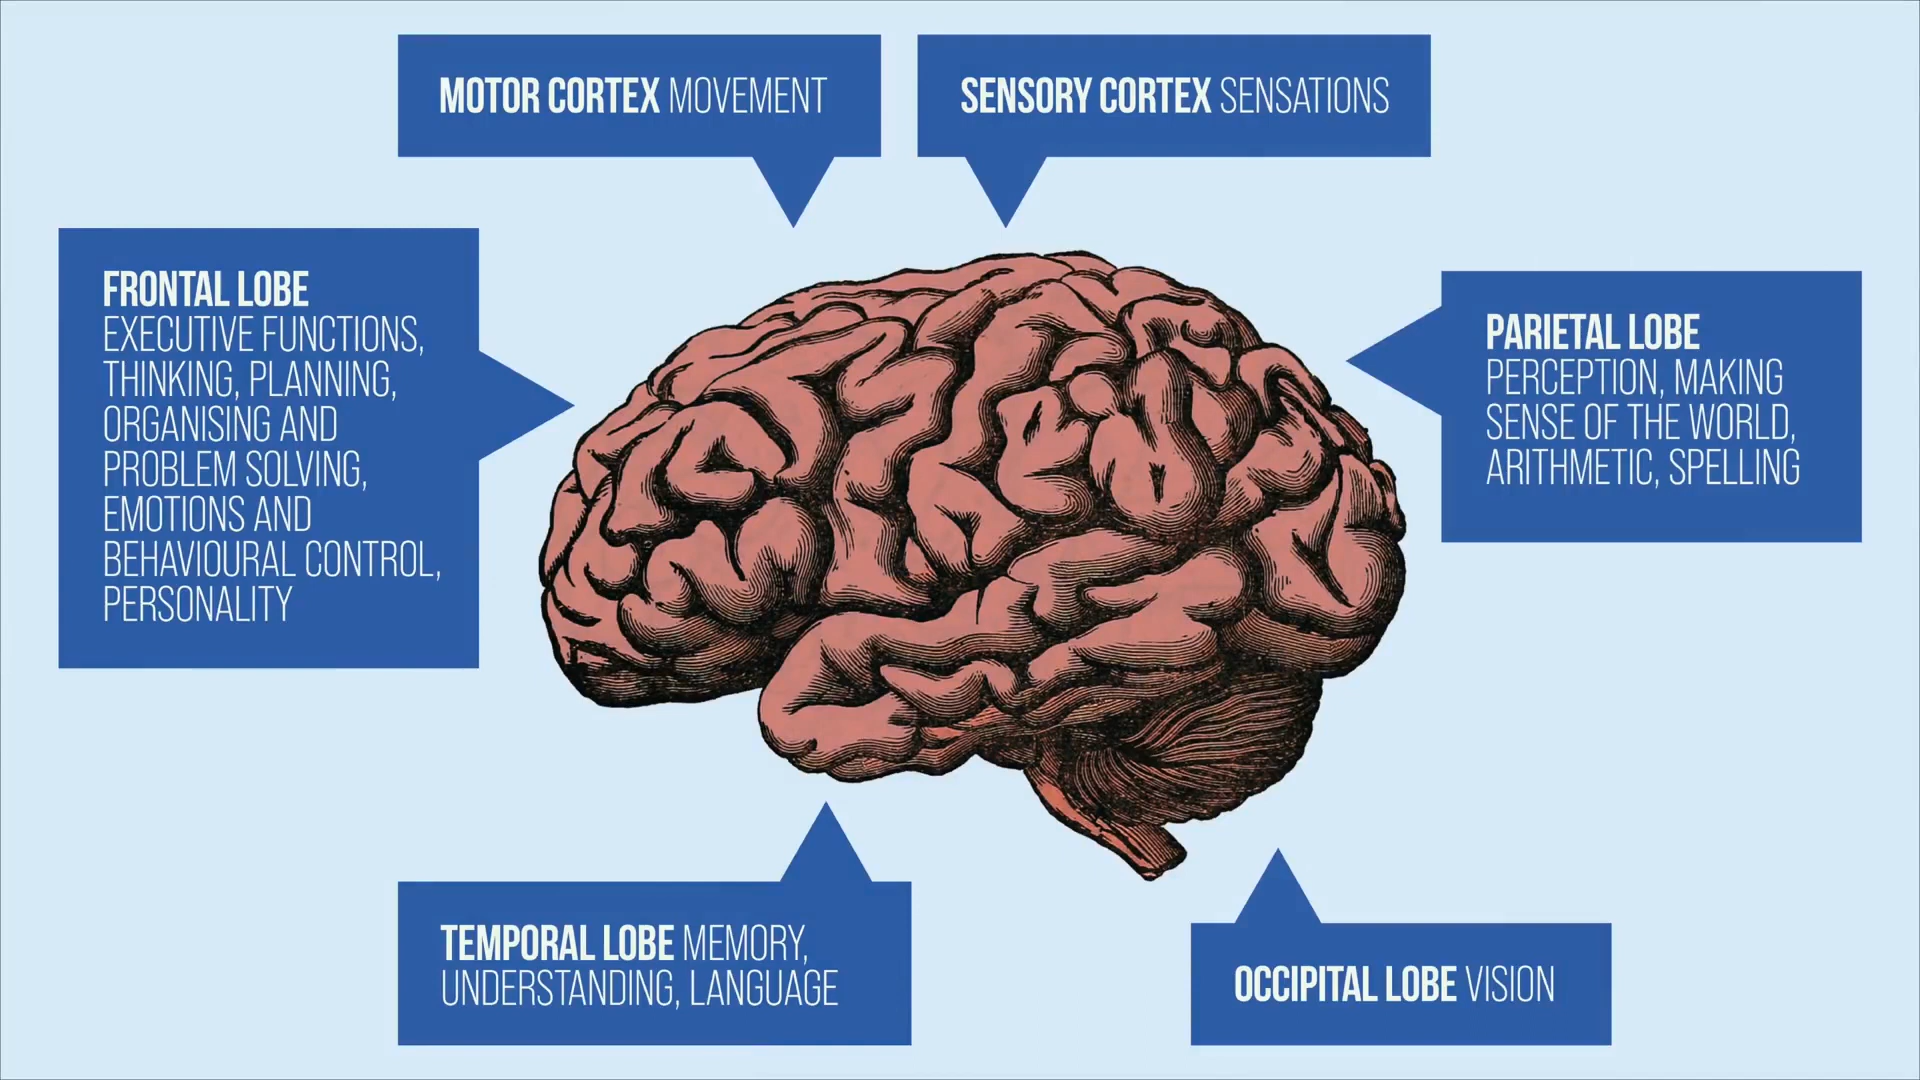 MOTOR CORTEX MOVEMENT
SENSORY CORTEX SENSATIONS
FRONTAL LOBE
EXECUTIVE FUNCTIONS,
THINKING, PLANNING,
ORGANISING AND
PROBLEM SOLVING,
EMOTIONS AND
BEHAVIOURAL CONTROL,
PERSONALITY
PARIETAL LOBE
PERCEPTION, MAKING
SENSE OF THE WORLD,
ARITHMETIC, SPELLING
TEMPORAL LOBE MEMORY,
UNDERSTANDING, LANGUAGE
OCCIPITAL LOBE VISION